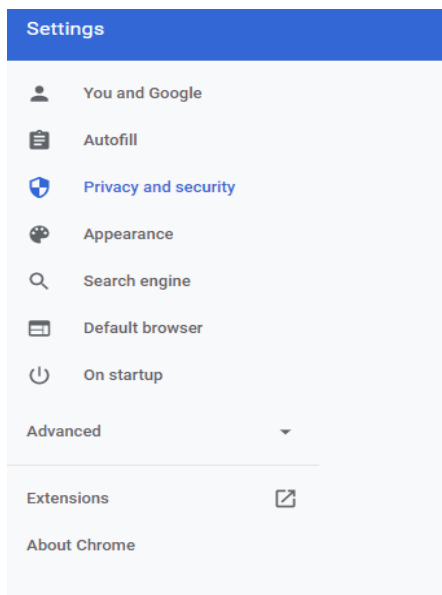 Settings
You and Google
Autofill
Privacy and security
Appearance
Search engine
Default browser
On startup
Advanced
Extensions
About Chrome